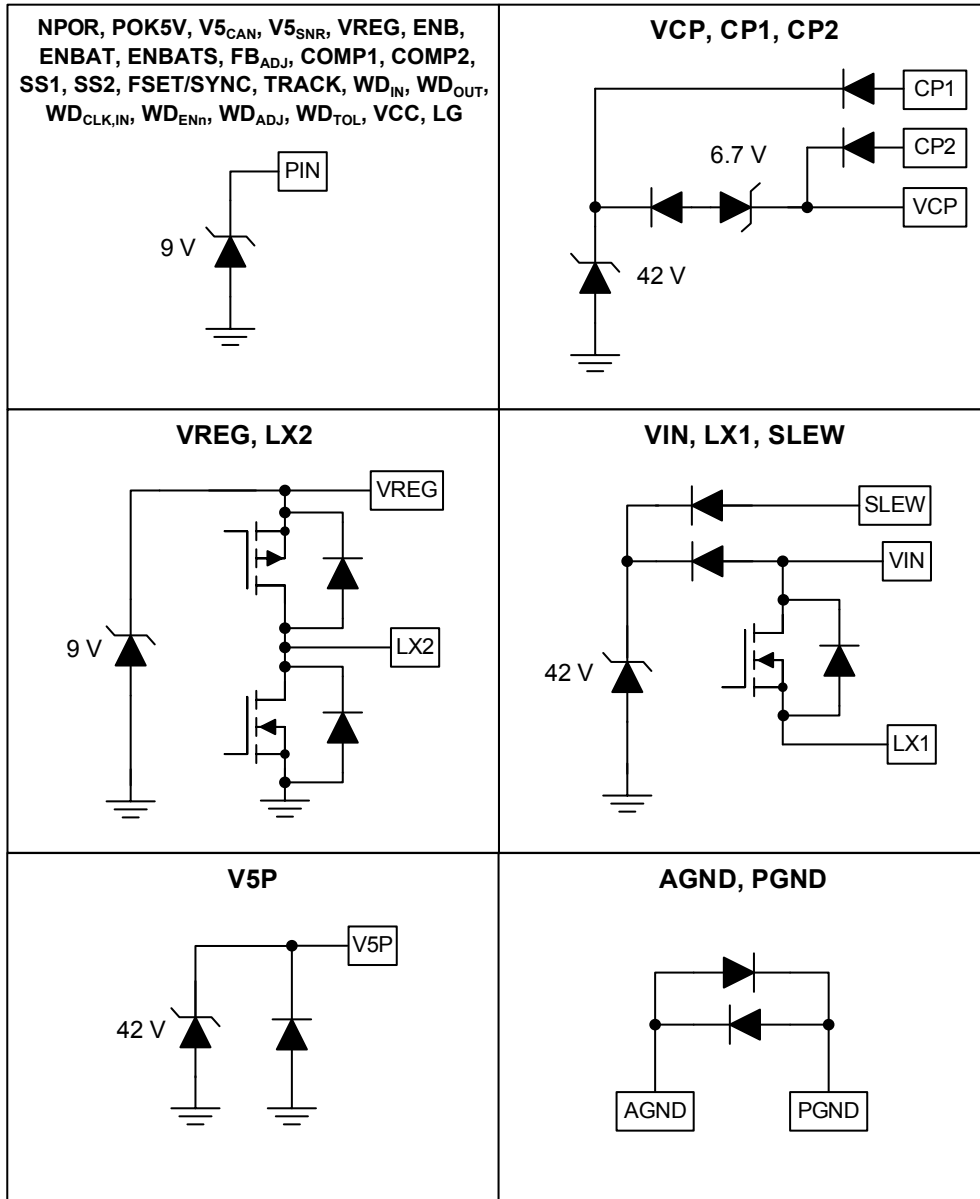 NPOR, POK5V, V5CAN, V5SNR, VREG, ENB,
ENBAT, ENBATS, FBADJ, COMP1, COMP2,
SS1, SS2, FSET/SYNC, TRACK, WDIN, WDOUT,
WDCLK,IN, WDENn, WDADJ, WDTOL, VCC, LG
PIN
9 V
VCP, CP1, CP2
CP1
CP2
6.7 V
VCP
42 V
VREG, LX2
VREG
9 V
LX2
VIN, LX1, SLEW
SLEW
VIN
42 V
LX1
V5P
V5P
42 V
AGND, PGND
AGND
PGND